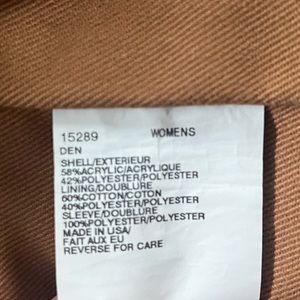 15289 WOMENS
DEN
SHELL/EXTERIEUR
58%ACRYLIC/ACRYLIQUE
42%POLYESTER/POLYESTER
LINING/DOUBLURE
60%COTTON/COTON
40%POLYESTER/POLYESTER
SLEEVE/DOUBLURE
100%POLYESTER/POLYESTER
MADE IN USA/
FAIT AUX EU
REVERSE FOR CARE